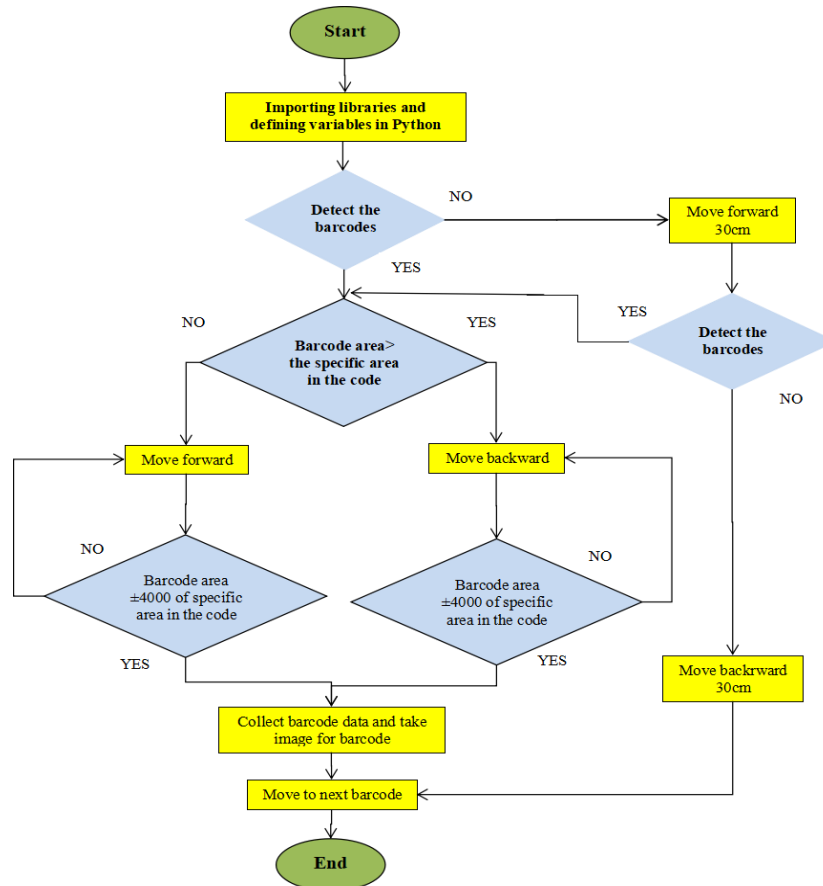 Start
Importing libraries and
defining variables in Python
NO
Detect the
barcodes
Move forward
30cm
YES
NO
YES
YES
Detect the
barcodes
Barcode area>
the specific area
in the code
NO
Move forward
Move backward
NO
NO
Barcode area
±4000 of specific
area in the code
Barcode area
±4000 of specific
area in the code
YES
YES
Move backrward
30cm
Collect barcode data and take
image for barcode
Move to next barcode
End